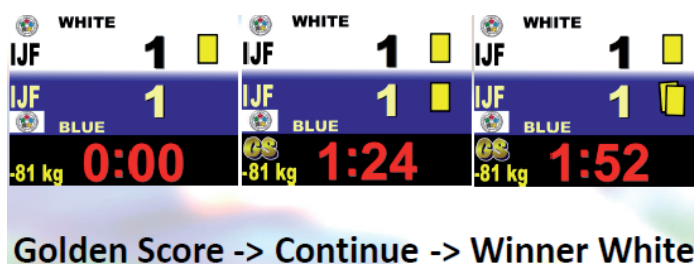 WHITE
IJF 1
IJF 1
BLUE
-81 kg 0:00
WHITE
IJF 1
IJF 1
BLUE
GS
-81 kg 1:24
WHITE
IJF 1
IJF 1
BLUE
GS
-81 kg 1:52
Golden Score -> Continue -> Winner White